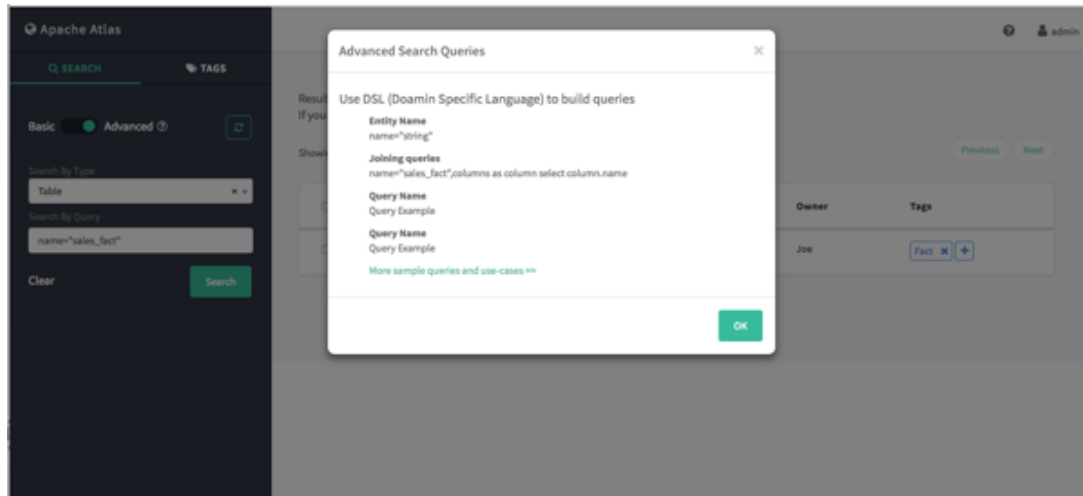 Apache Atlas
admin
SEARCH
TAGS
Basic
Advanced
Search By Type
Table
Search By Query
name="sales_fact"
Clear
Search
Resul
If you
Showi
Previous
Next
Owner
Tags
Joe
Fact
Advanced Search Queries
Use DSL (Doamin Specific Language) to build queries
Entity Name
name="string"
Joining queries
name="sales_fact",columns as column select column.name
Query Name
Query Example
Query Name
Query Example
More sample queries and use-cases >>
OK